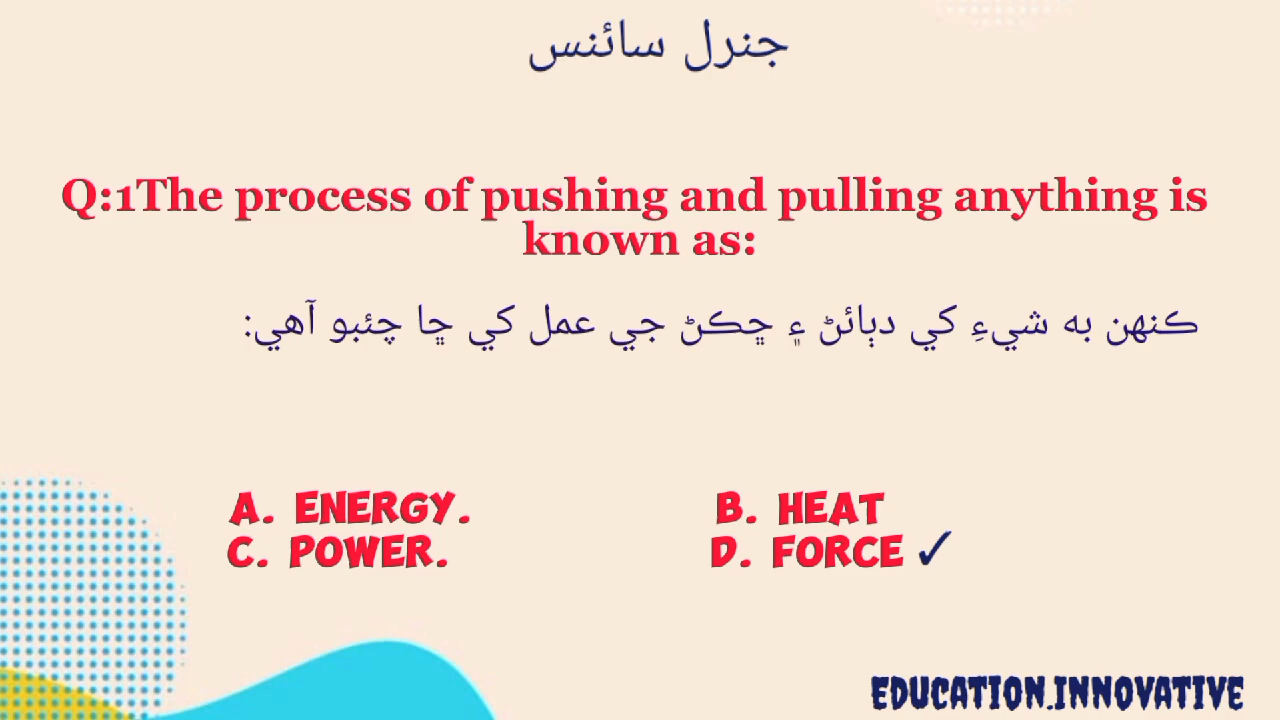 جنرل سائنس
Q:1The process of pushing and pulling anything is
known as:
ڪنهن به شيءِ کي دٻائڻ ۽ ڇڪڻ جي عمل کي ڇا چئبو آهي:
A. ENERGY. B. HEAT
C. POWER. D. FORCE ✓
EDUCATION.INNOVATIVE